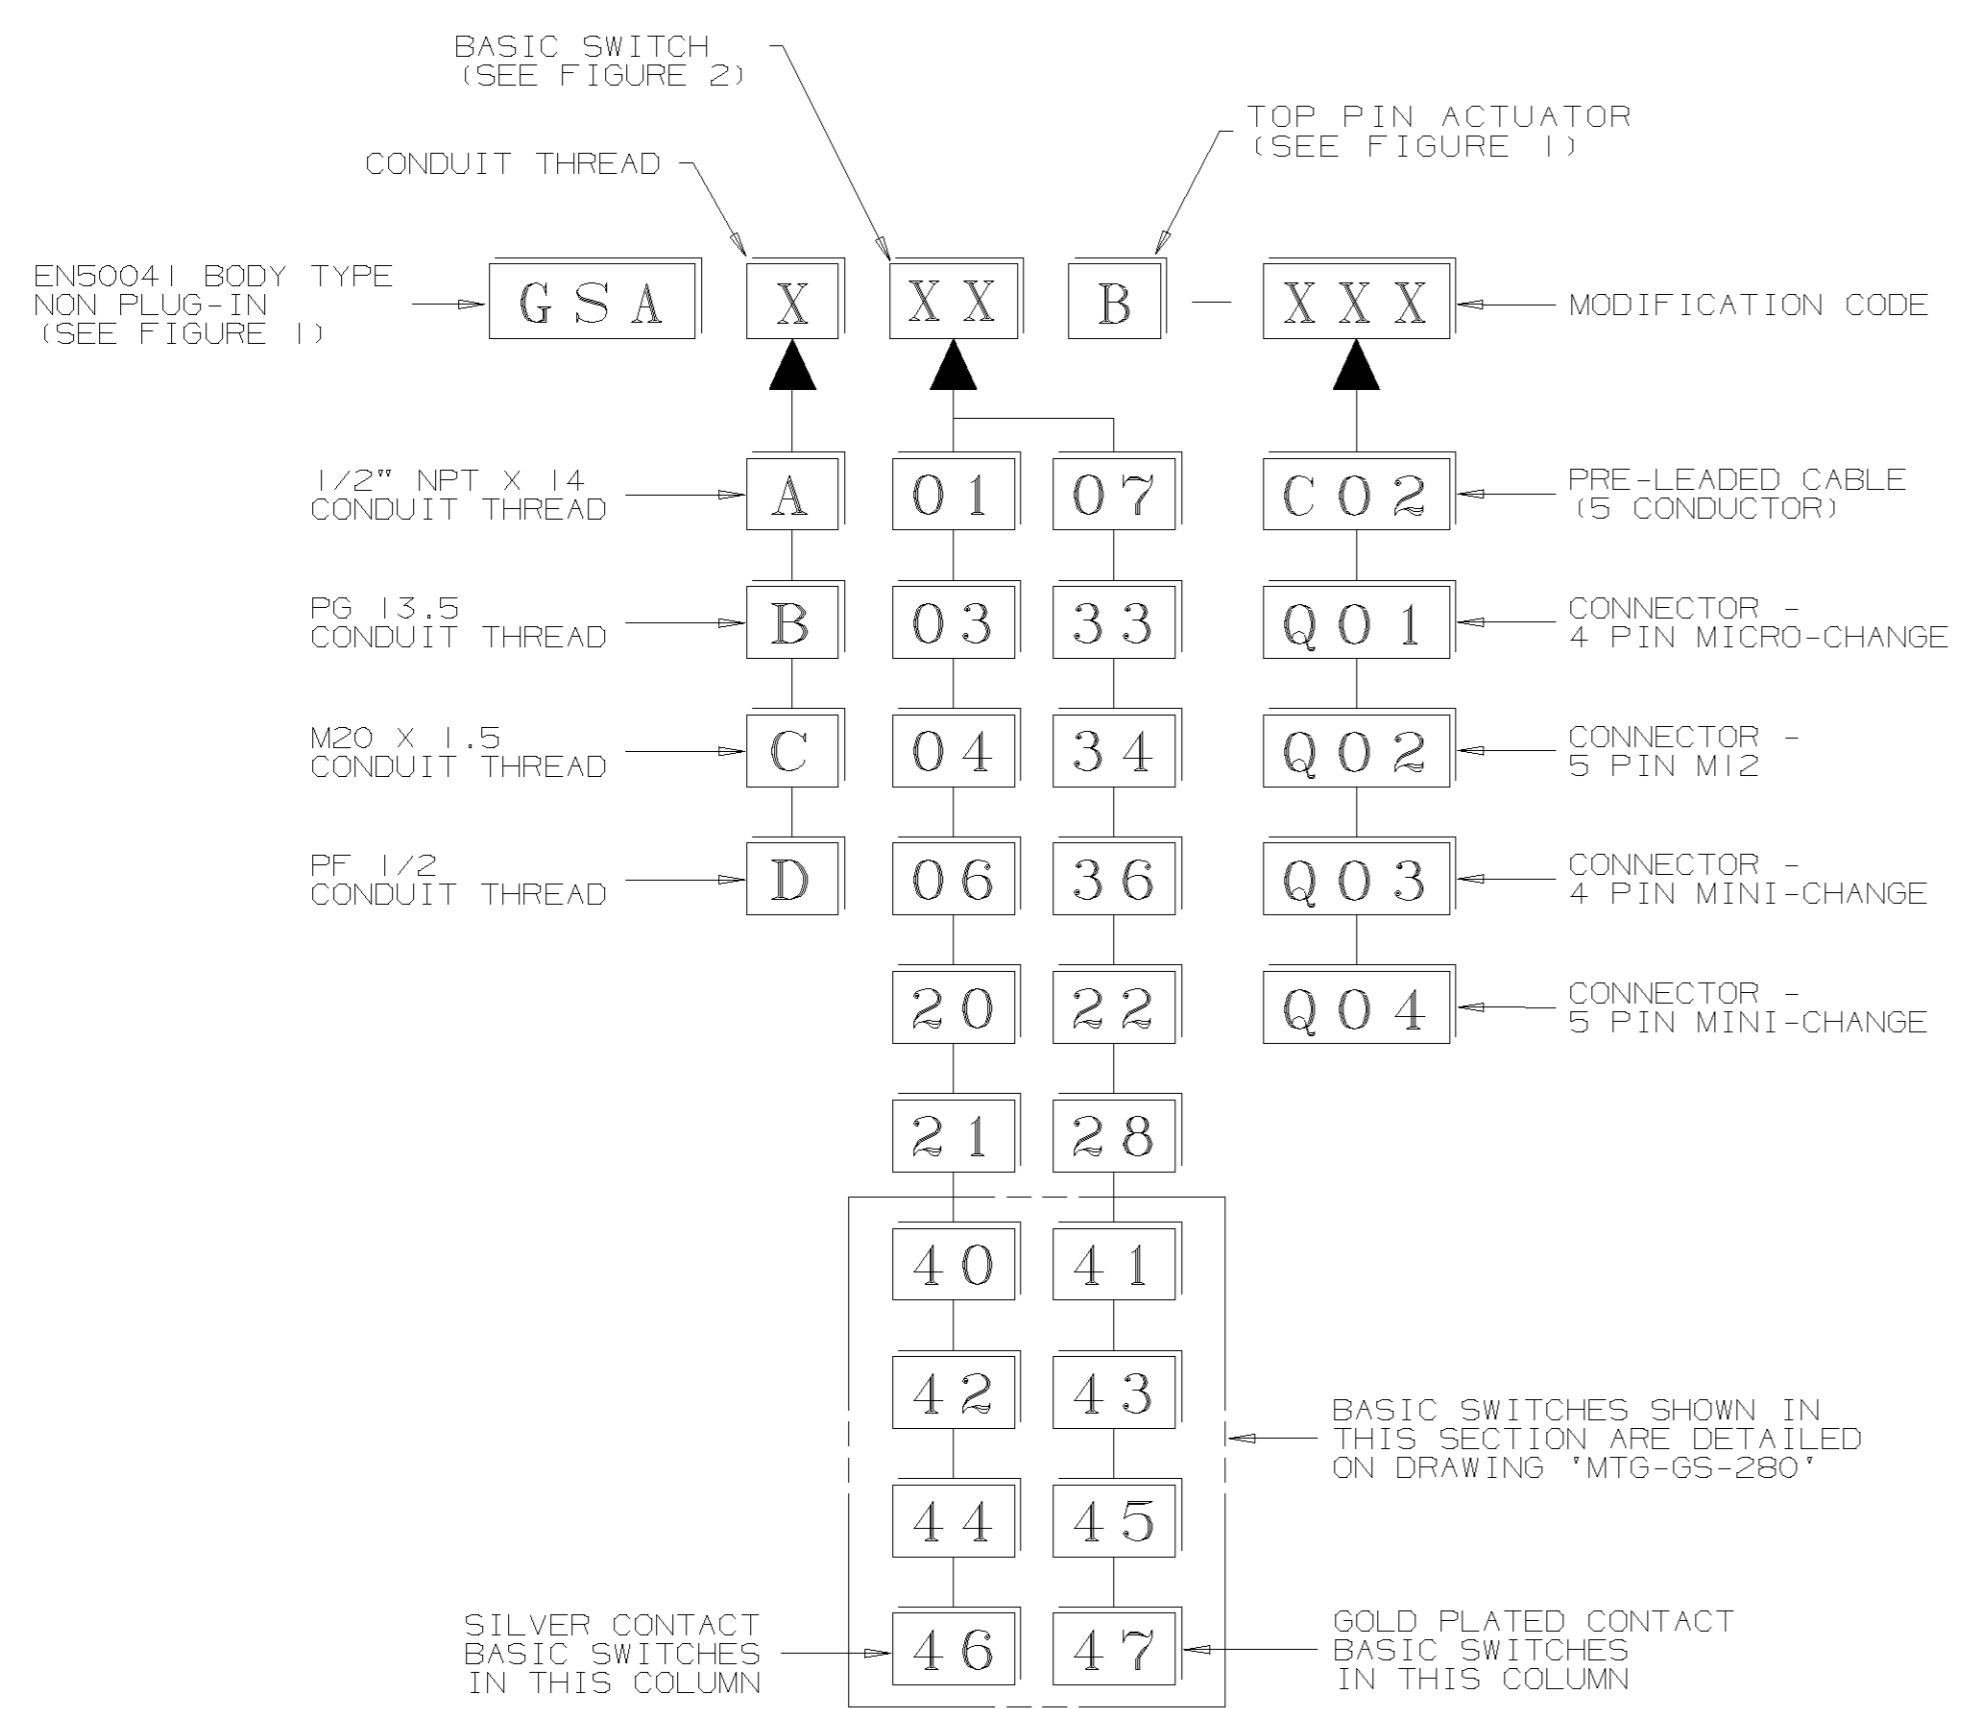 BASIC SWITCH
(SEE FIGURE 2)
TOP PIN ACTUATOR
(SEE FIGURE 1)
CONDUIT THREAD
EN50041 BODY TYPE
NON PLUG-IN
(SEE FIGURE 1)
GSA X XX B — XXX
MODIFICATION CODE
1/2" NPT X 14
CONDUIT THREAD
A 01 07 C02
PRE-LEADED CABLE
(5 CONDUCTOR)
PG 13.5
CONDUIT THREAD
B 03 33 Q01
CONNECTOR -
4 PIN MICRO-CHANGE
M20 X 1.5
CONDUIT THREAD
C 04 34 Q02
CONNECTOR -
5 PIN M12
PF 1/2
CONDUIT THREAD
D 06 36 Q03
CONNECTOR -
4 PIN MINI-CHANGE
20 22 Q04
CONNECTOR -
5 PIN MINI-CHANGE
21 28
40 41
42 43
BASIC SWITCHES SHOWN IN
THIS SECTION ARE DETAILED
ON DRAWING 'MTG-GS-280'
44 45
SILVER CONTACT
BASIC SWITCHES
IN THIS COLUMN
46 47
GOLD PLATED CONTACT
BASIC SWITCHES
IN THIS COLUMN